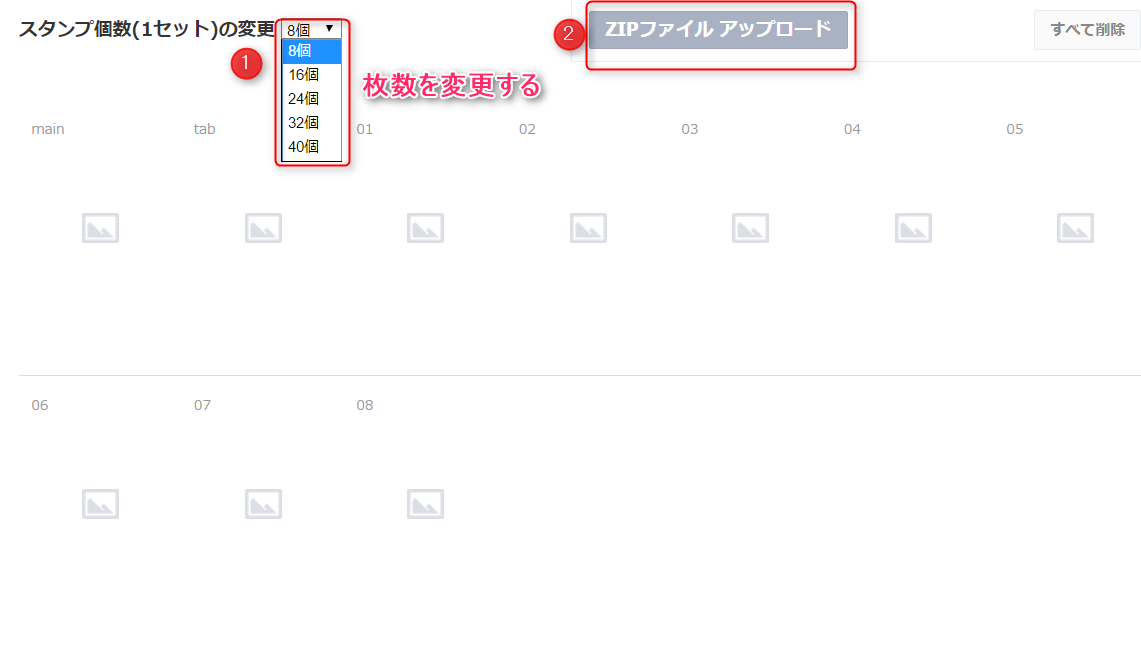 スタンプ個数(1セット)の変更 8個 ▼
2 ZIPファイル アップロード
すべて削除
1
8個
16個
24個
32個
40個
枚数を変更する
main tab 01 02 03 04 05
06 07 08